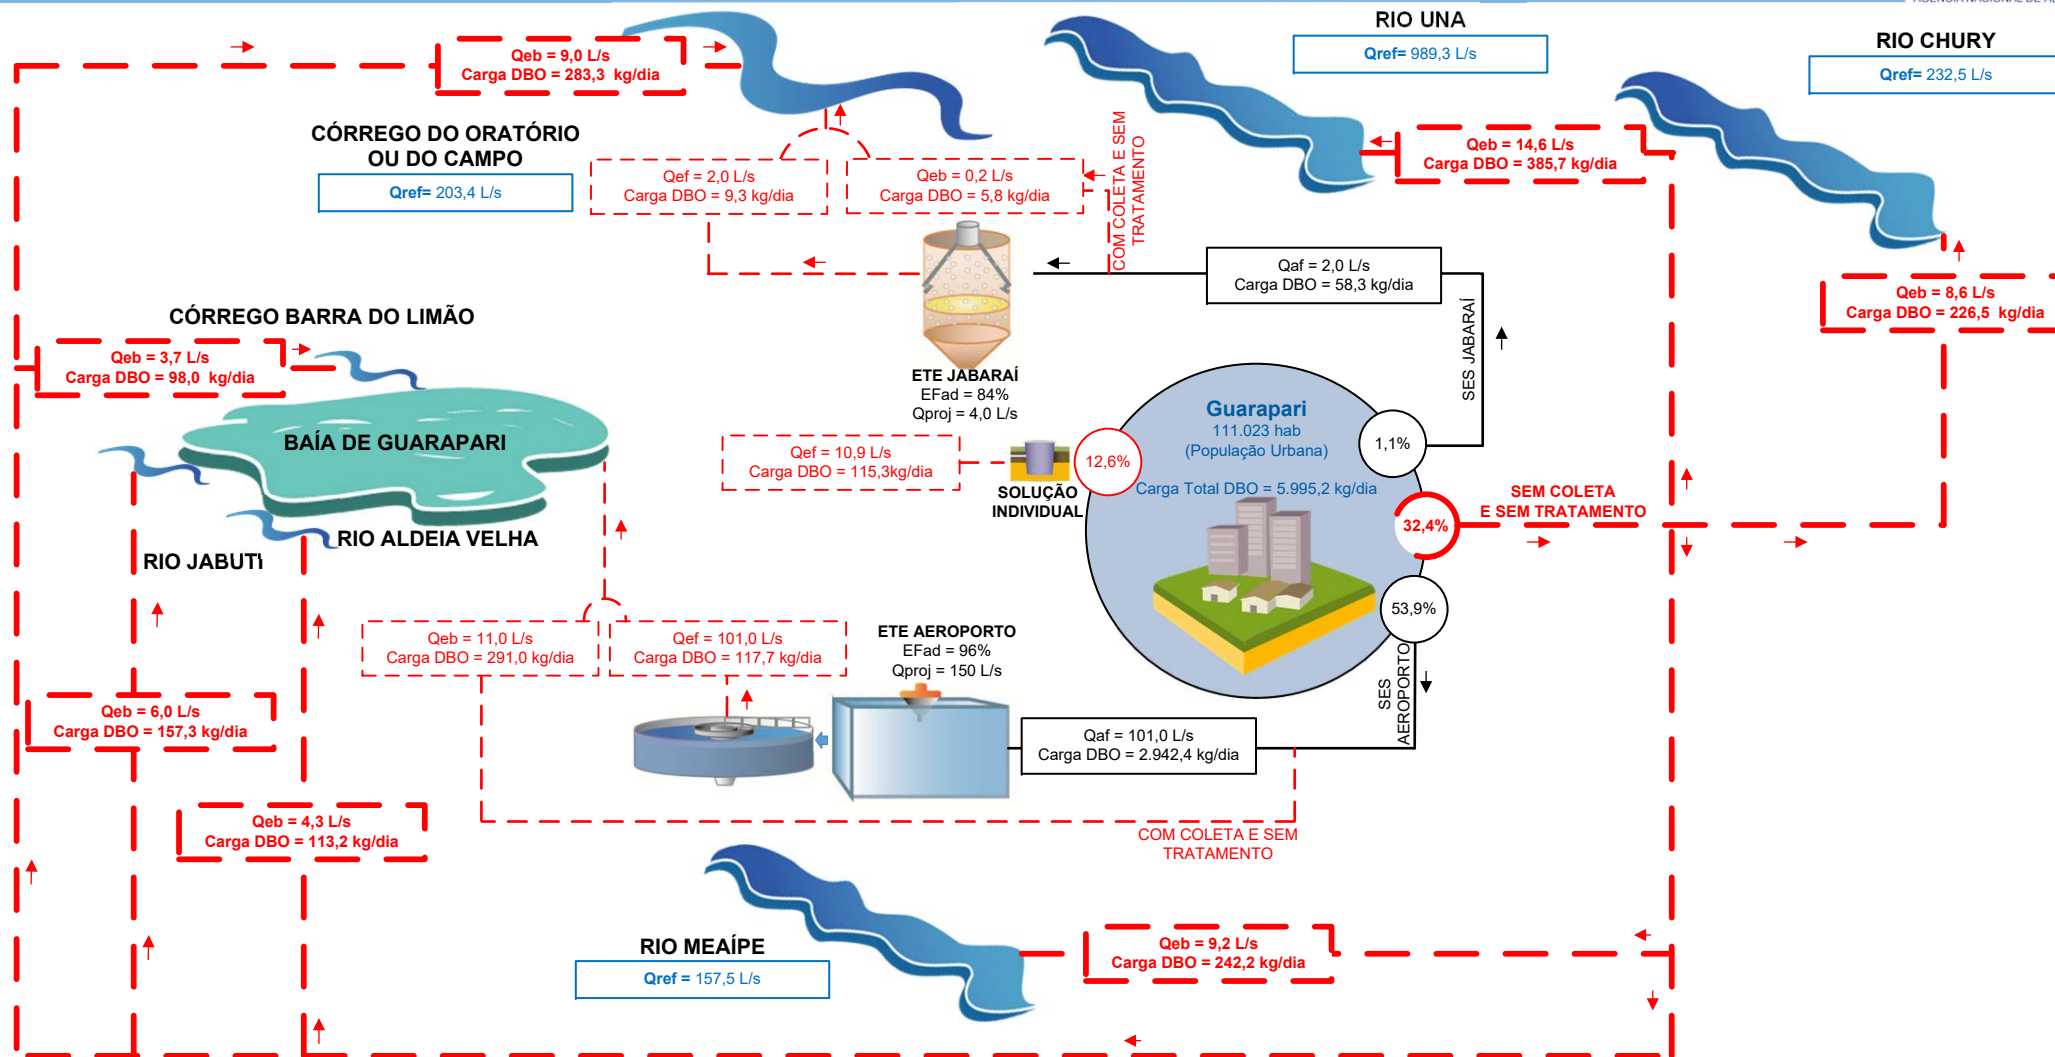 RIO UNA
Qref= 989,3 L/s
RIO CHURY
Qref= 232,5 L/s
Qeb = 9,0 L/s
Carga DBO = 283,3 kg/dia
CÓRREGO DO ORATÓRIO
OU DO CAMPO
Qref= 203,4 L/s
Qef = 2,0 L/s
Carga DBO = 9,3 kg/dia
Qeb = 0,2 L/s
Carga DBO = 5,8 kg/dia
COM COLETA E SEM
TRATAMENTO
Qeb = 14,6 L/s
Carga DBO = 385,7 kg/dia
Qaf = 2,0 L/s
Carga DBO = 58,3 kg/dia
Qeb = 8,6 L/s
Carga DBO = 226,5 kg/dia
SES JABARAÍ
CÓRREGO BARRA DO LIMÃO
Qeb = 3,7 L/s
Carga DBO = 98,0 kg/dia
ETE JABARAÍ
EFad = 84%
Qproj = 4,0 L/s
BAÍA DE GUARAPARI
Guarapari
111.023 hab
(População Urbana)
Carga Total DBO = 5.995,2 kg/dia
1,1%
12,6%
32,4%
53,9%
Qef = 10,9 L/s
Carga DBO = 115,3kg/dia
SOLUÇÃO
INDIVIDUAL
SEM COLETA
E SEM TRATAMENTO
RIO ALDEIA VELHA
RIO JABUTI
Qeb = 11,0 L/s
Carga DBO = 291,0 kg/dia
Qef = 101,0 L/s
Carga DBO = 117,7 kg/dia
ETE AEROPORTO
EFad = 96%
Qproj = 150 L/s
SES
AEROPORTO
Qeb = 6,0 L/s
Carga DBO = 157,3 kg/dia
Qaf = 101,0 L/s
Carga DBO = 2.942,4 kg/dia
Qeb = 4,3 L/s
Carga DBO = 113,2 kg/dia
COM COLETA E SEM
TRATAMENTO
RIO MEAÍPE
Qref = 157,5 L/s
Qeb = 9,2 L/s
Carga DBO = 242,2 kg/dia